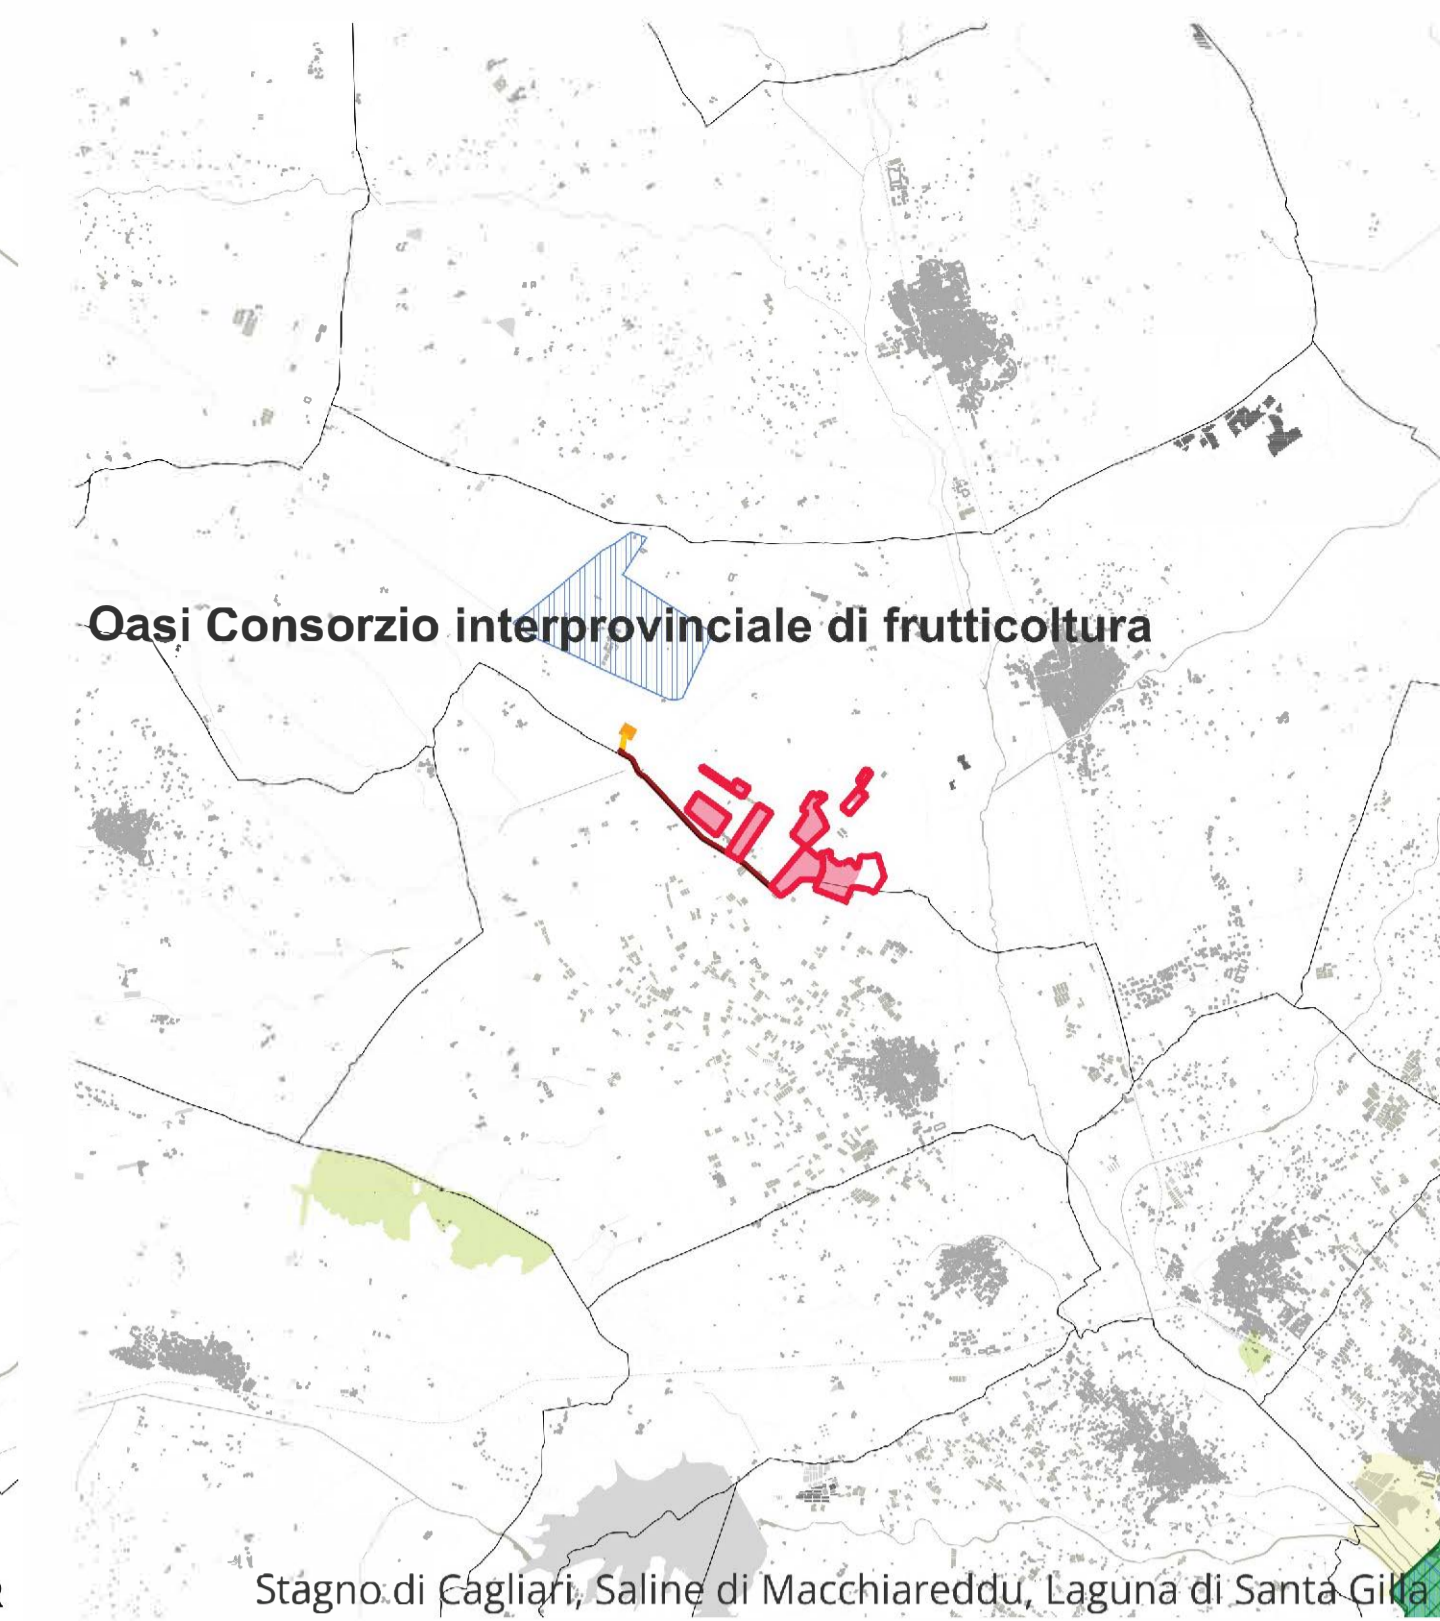 Oasi Consorzio interprovinciale di frutticoltura
Stagno di Cagliari, Saline di Macchiareddu, Laguna di Santa Gilla